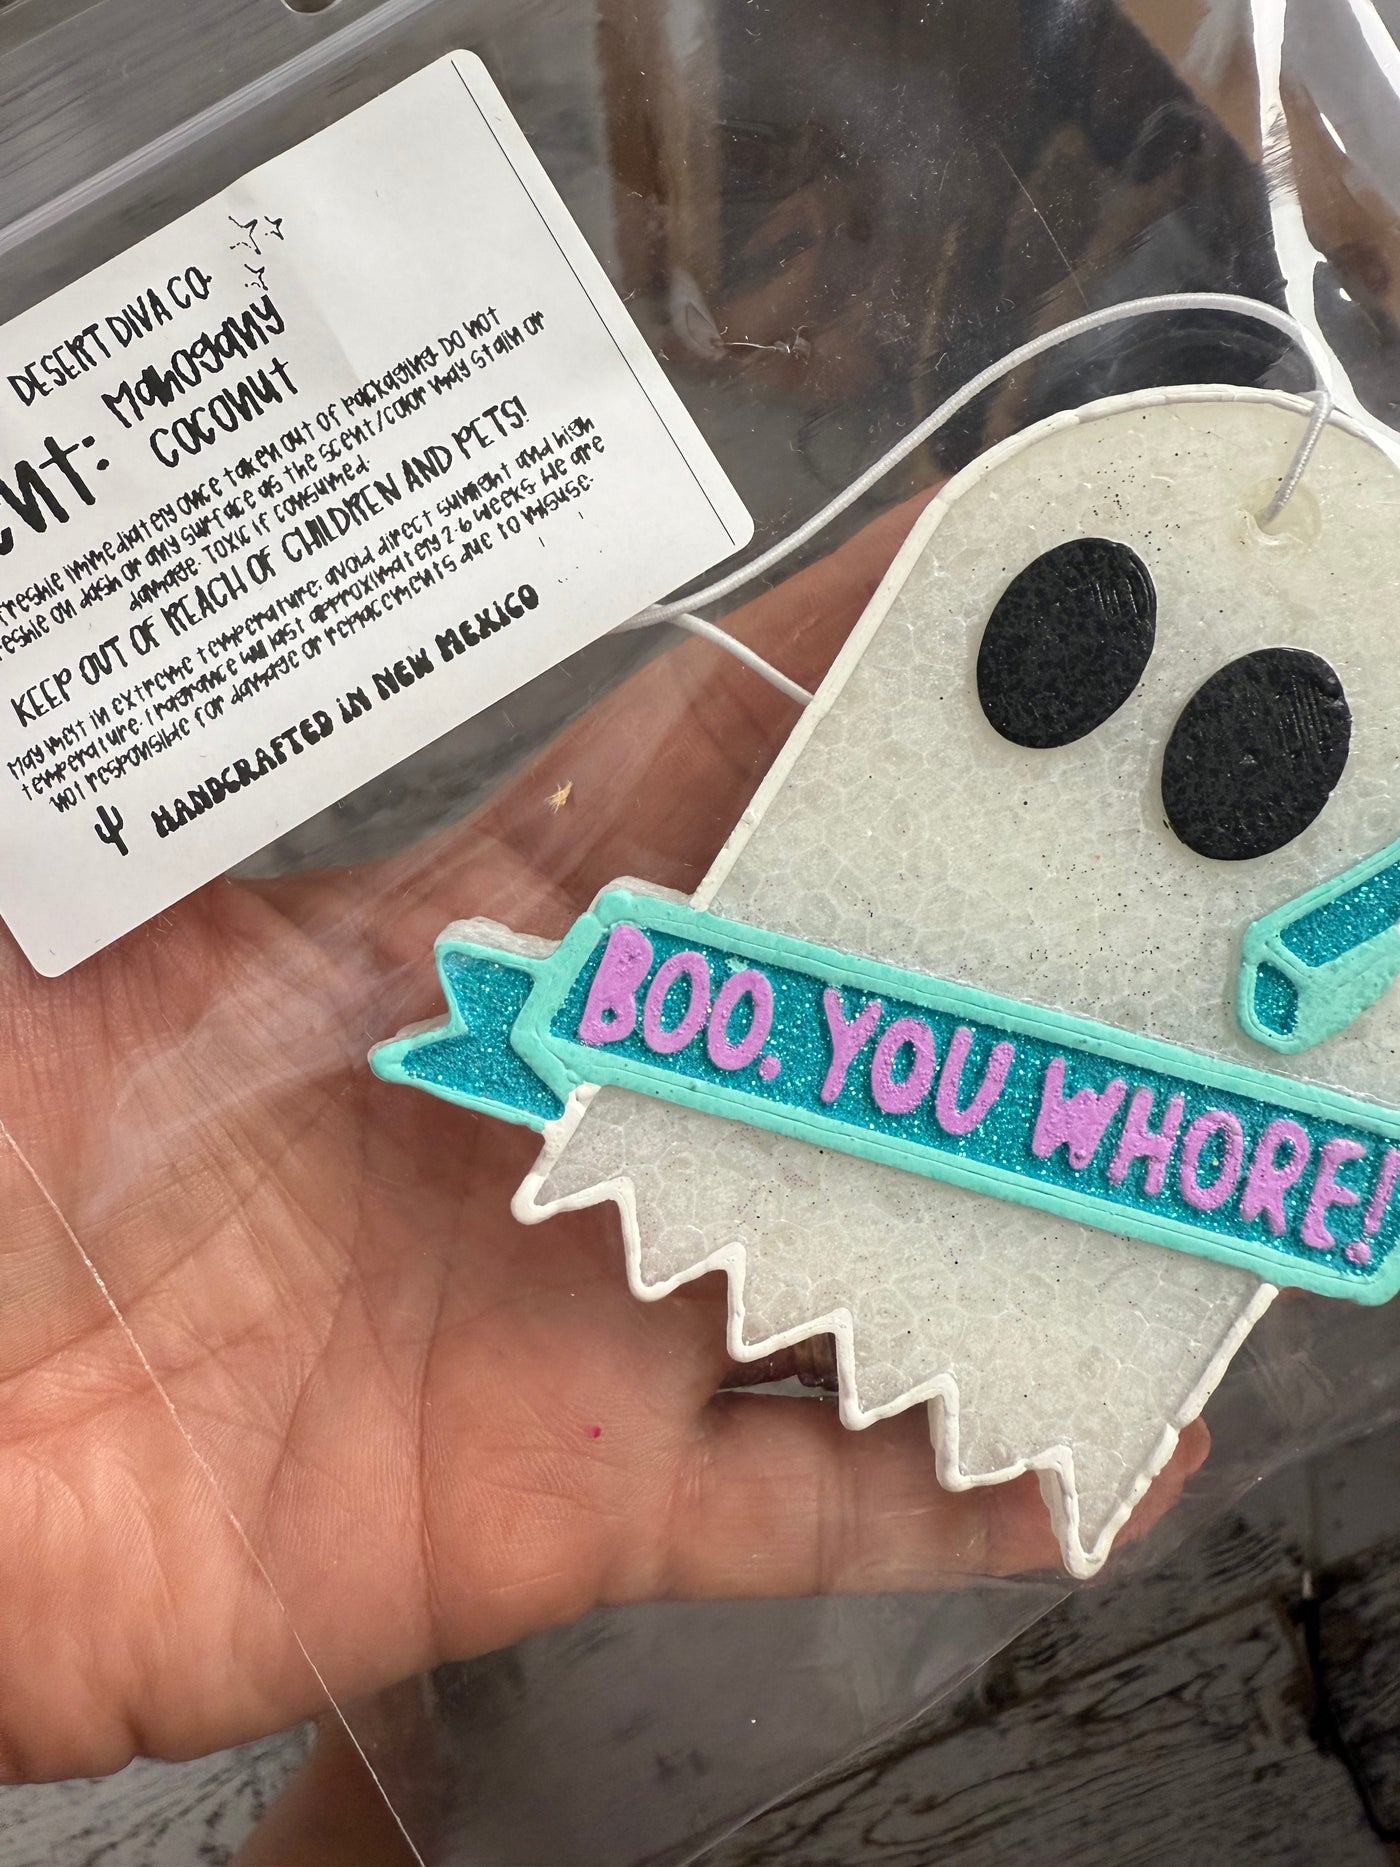 DESERT DIVA CO.
Mahogany
COCONUT
immediately once taken out of packaging. DO NOT
on dash or any surface as the scent/color may stain or
damage. TOXIC if consumed.
KEEP OUT OF REACH OF CHILDREN AND PETS!
May melt in extreme temperature, avoid direct sunlight and high
temperature. Fragrance will last approximately 2-6 weeks. We are
not responsible for damage or replacements due to misuse.
HANDCRAFTED IN NEW MEXICO
BOO. YOU WHORE!